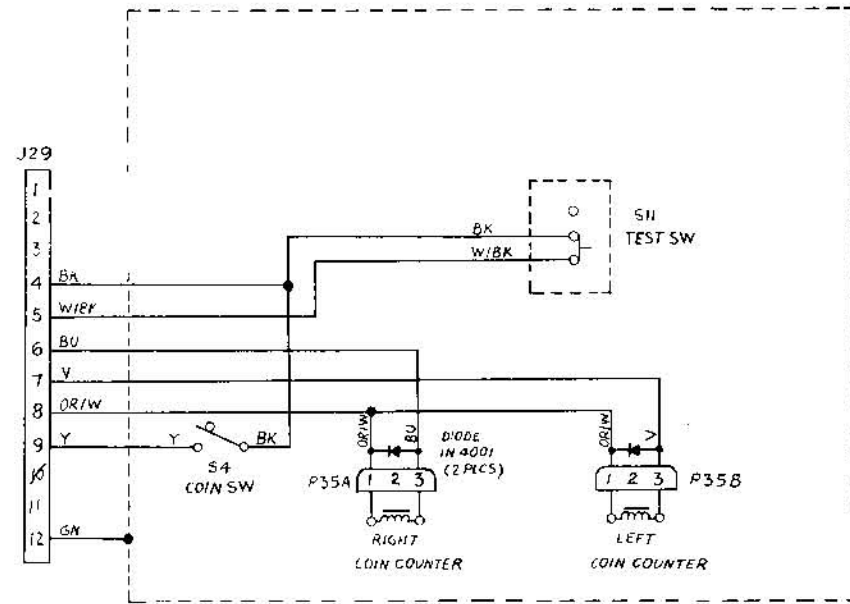 J29
1
2
3
4 BK
5 W/BK
6 BU
7 V
8 OR/W
9 Y
10
11
12 GN
BK
W/BK
S11
TEST SW
Y
BK
S4
COIN SW
OR/W
BU
DIODE
IN 4001
(2 PLCS)
P35A 1 2 3
RIGHT
COIN COUNTER
OR/W
V
1 2 3 P35B
LEFT
COIN COUNTER